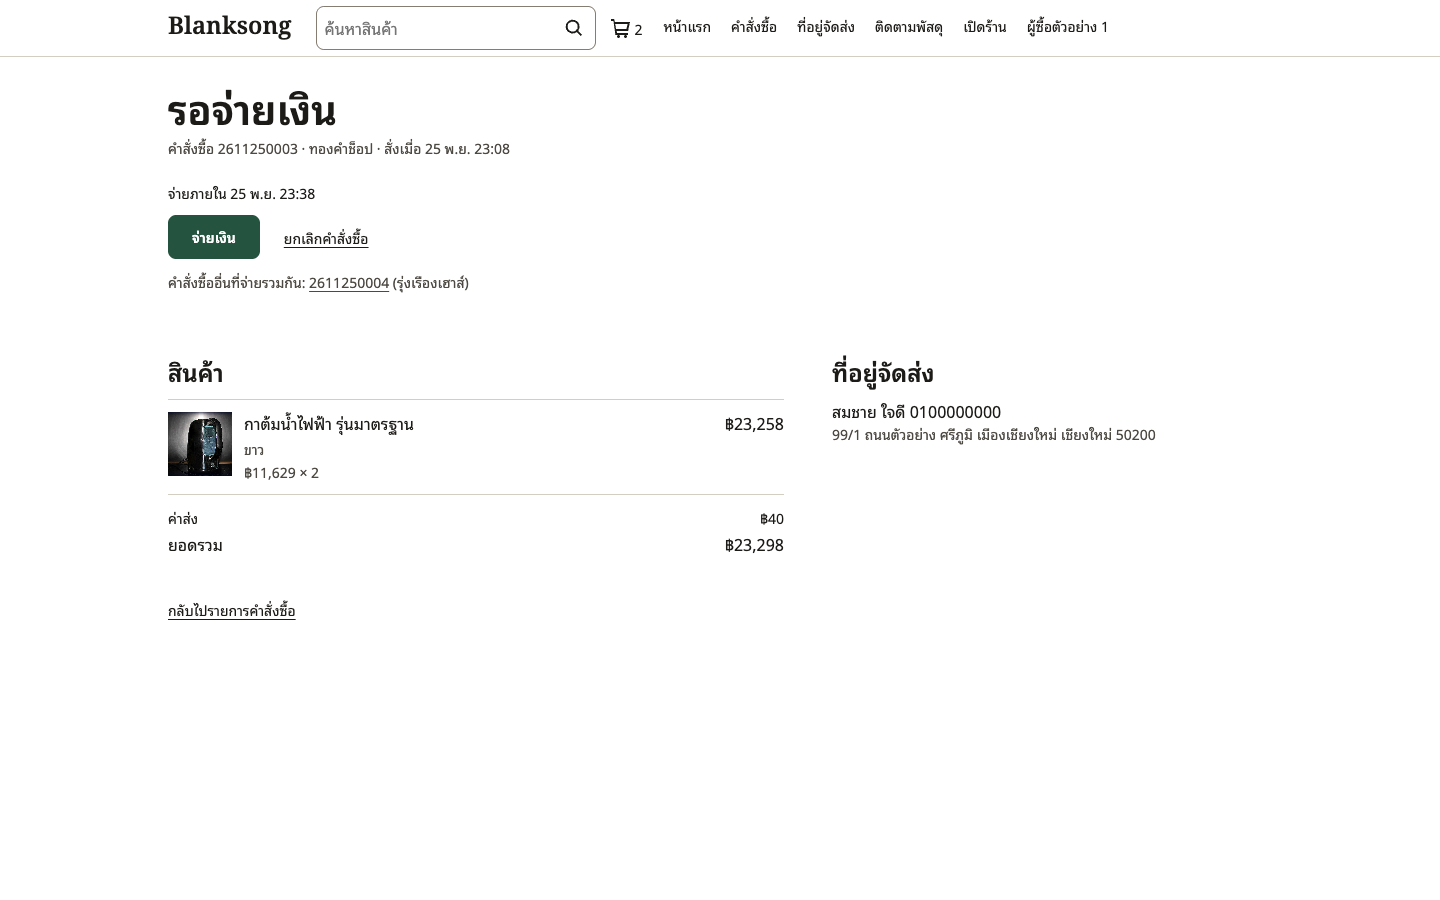 Blanksong
ค้นหาสินค้า
2
หน้าแรก
คำสั่งซื้อ
ที่อยู่จัดส่ง
ติดตามพัสดุ
เปิดร้าน
ผู้ซื้อตัวอย่าง 1
รอจ่ายเงิน
คำสั่งซื้อ 2611250003 · ทองคำช็อป · สั่งเมื่อ 25 พ.ย. 23:08
จ่ายภายใน 25 พ.ย. 23:38
จ่ายเงิน
ยกเลิกคำสั่งซื้อ
คำสั่งซื้ออื่นที่จ่ายรวมกัน: 2611250004 (รุ่งเรืองเฮาส์)
สินค้า
กาต้มน้ำไฟฟ้า รุ่นมาตรฐาน ฿23,258
ขาว
฿11,629 × 2
ค่าส่ง ฿40
ยอดรวม ฿23,298
ที่อยู่จัดส่ง
สมชาย ใจดี 0100000000
99/1 ถนนตัวอย่าง ศรีภูมิ เมืองเชียงใหม่ เชียงใหม่ 50200
กลับไปรายการคำสั่งซื้อ